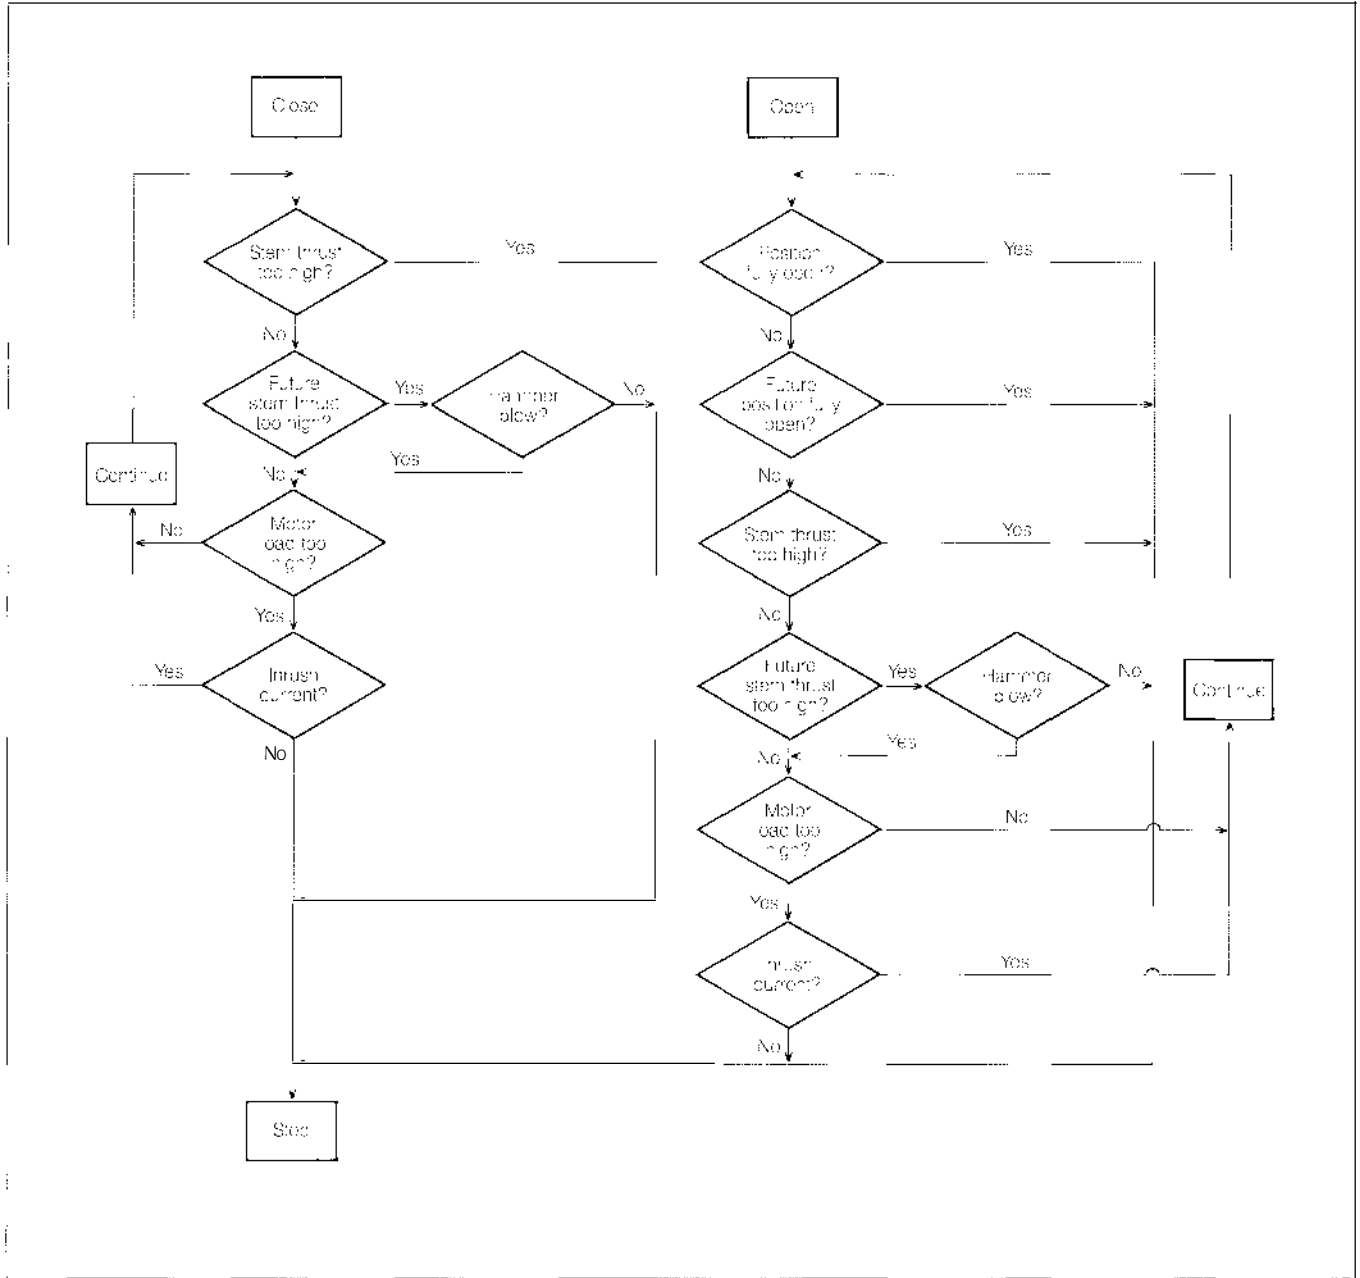 Close
Open
Stem thrust
too high?
Yes
Position
fully open?
Yes
No
No
Future
stem thrust
too high?
Yes
Hammer
blow?
No
Future
position fully
open?
Yes
Continue
No
Yes
No
No
Motor
load too
high?
Stem thrust
too high?
Yes
Yes
No
Yes
Inrush
current?
Future
stem thrust
too high?
Yes
Hammer
blow?
No
Continue
No
No
Yes
Motor
load too
high?
No
Yes
Inrush
current?
Yes
No
Stop